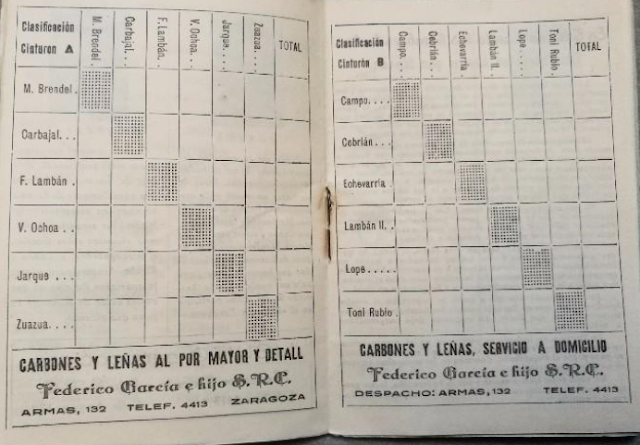 Clasificación
Cinturon A
M. Brendel.
Carbajal. .
F. Lambán.
V. Ochoa .
Jarque. . .
Zuazua. . .
TOTAL
M. Brendel .
Carbajal. . .
F. Lambán .
V. Ochoa . . .
Jarque . . .
Zuazua. . . .
CARBONES Y LEÑAS AL POR MAYOR Y DETALL
Federico García e hijo S.R.C.
ARMAS, 132 TELEF. 4413 ZARAGOZA
Clasificación
Cinturón B
Campo. . .
Cebrián. . .
Echevarría
Lambán II. .
Lope. . . .
Toni Rubio.
TOTAL
Campo. . . .
Cebrián. . .
Echevarría .
Lambán II. .
Lope. . . . .
Toni Rubio.
CARBONES Y LEÑAS, SERVICIO A DOMICILIO
Federico García e hijo S.R.C.
DESPACHO: ARMAS, 132 TELEF. 4413